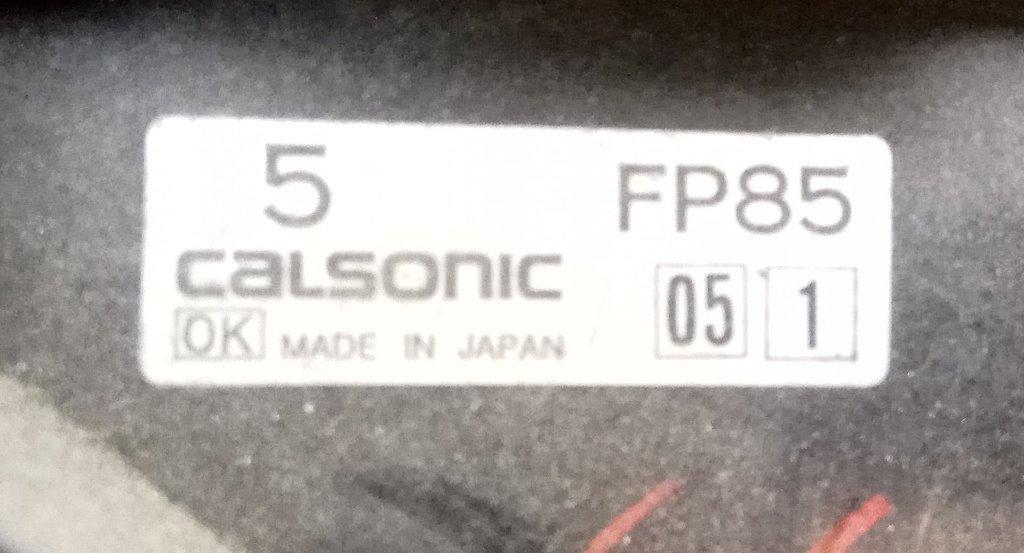 5 FP85
CALSONIC 05 1
OK MADE IN JAPAN